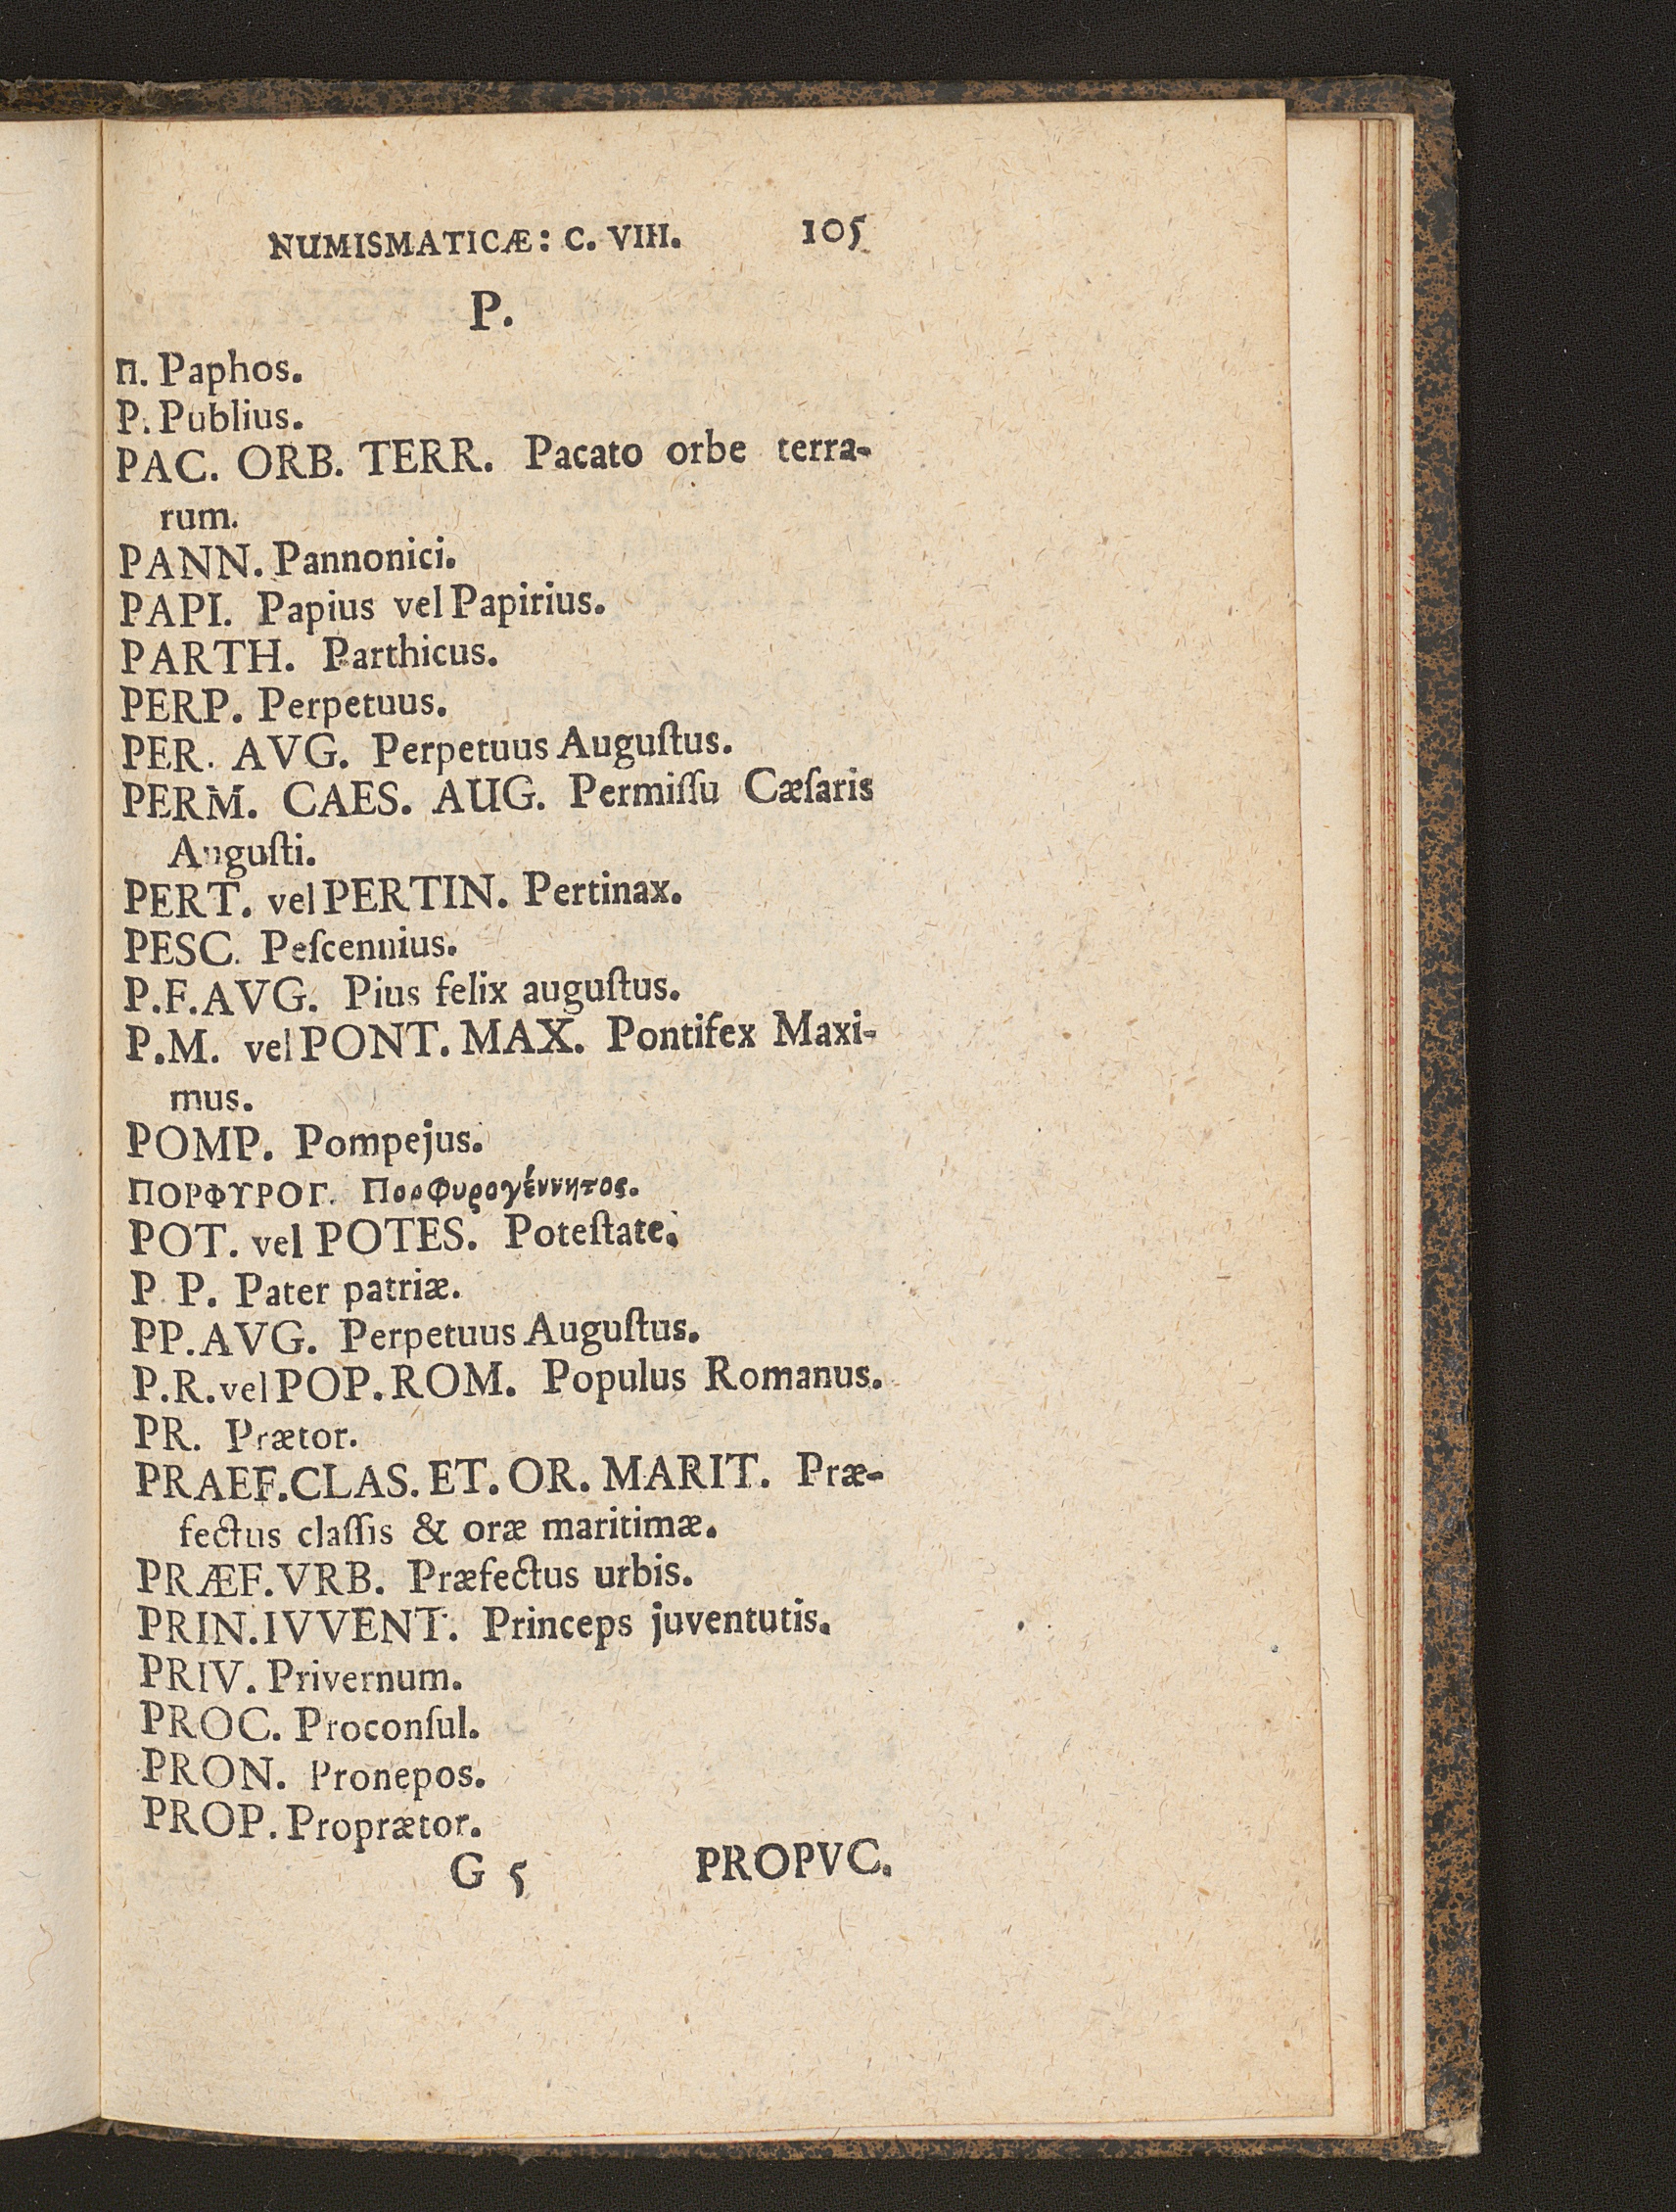 NUMISMATICÆ: C. VIII. 105
P.
Π. Paphos.
P. Publius.
PAC. ORB. TERR. Pacato orbe terra-
rum.
PANN. Pannonici.
PAPI. Papius vel Papirius.
PARTH. Parthicus.
PERP. Perpetuus.
PER. AVG. Perpetuus Auguſtus.
PERM. CAES. AUG. Permiſſu Cæſaris
Auguſti.
PERT. vel PERTIN. Pertinax.
PESC. Peſcennius.
P.F.AVG. Pius felix auguſtus.
P.M. vel PONT. MAX. Pontifex Maxi-
mus.
POMP. Pompejus.
ΠΟΡΦΥΡΟΓ. Πορφυρογέννητος.
POT. vel POTES. Poteſtate.
P P. Pater patriæ.
PP.AVG. Perpetuus Auguſtus.
P.R. vel POP. ROM. Populus Romanus.
PR. Prætor.
PRAEF.CLAS. ET. OR. MARIT. Præ-
fectus claſſis & oræ maritimæ.
PRÆF.VRB. Præfectus urbis.
PRIN.IVVENT. Princeps juventutis.
PRIV. Privernum.
PROC. Proconſul.
PRON. Pronepos.
PROP. Proprætor.
G 5 PROPVC.